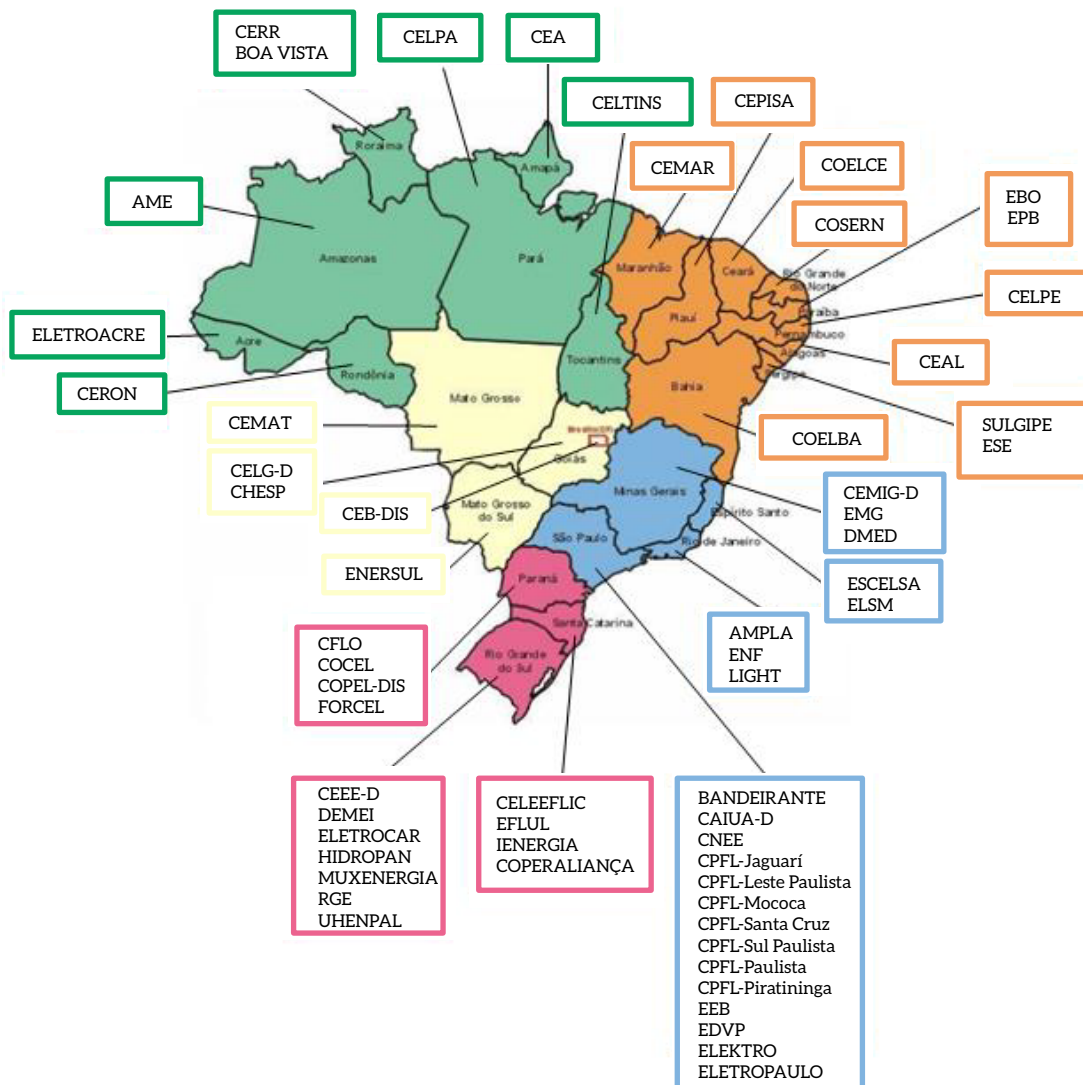 CERR
BOA VISTA
CELPA
CEA
CELTINS
CEPISA
CEMAR
COELCE
EBO
EPB
COSERN
AME
CELPE
ELETROACRE
CEAL
CERON
CEMAT
COELBA
SULGIPE
ESE
CELG-D
CHESP
CEB-DIS
CEMIG-D
EMG
DMED
ENERSUL
ESCELSA
ELSM
AMPLA
ENF
LIGHT
CFLO
COCEL
COPEL-DIS
FORCEL
CEEE-D
DEMEI
ELETROCAR
HIDROPAN
MUXENERGIA
RGE
UHENPAL
CELEEFLIC
EFLUL
IENERGIA
COPERALIANÇA
BANDEIRANTE
CAIUA-D
CNEE
CPFL-Jaguarí
CPFL-Leste Paulista
CPFL-Mococa
CPFL-Santa Cruz
CPFL-Sul Paulista
CPFL-Paulista
CPFL-Piratininga
EEB
EDVP
ELEKTRO
ELETROPAULO
Roraima
Amapá
Amazonas
Pará
Maranhão
Ceará
Rio Grande
do Norte
Paraíba
Pernambuco
Alagoas
Sergipe
Piauí
Acre
Rondônia
Tocantins
Bahia
Mato Grosso
Goiás
Mato Grosso
do Sul
Minas Gerais
Espírito Santo
São Paulo
Rio de Janeiro
Paraná
Santa Catarina
Rio Grande
do Sul